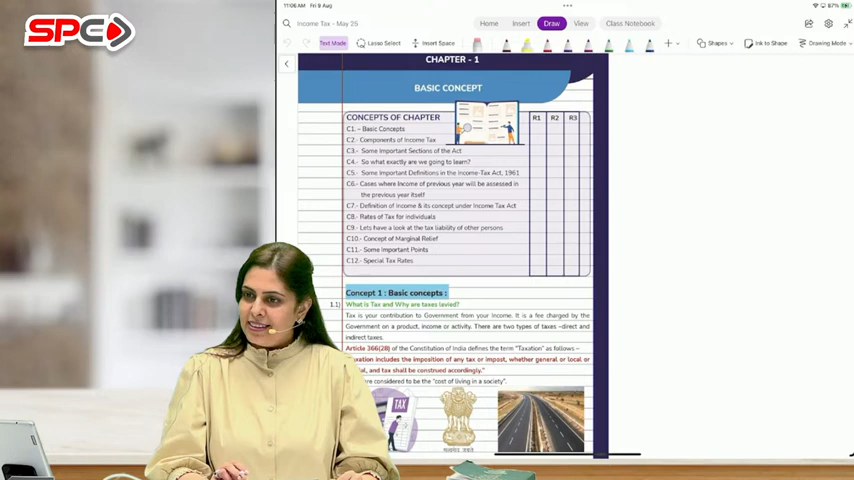 SPC
11:06 AM Fri 9 Aug
87%
Income Tax - May 25
Home Insert Draw View Class Notebook
Text Mode Lasso Select Insert Space Shapes Ink to Shape Drawing Mode
CHAPTER - 1
BASIC CONCEPT
CONCEPTS OF CHAPTER R1 R2 R3
C1. – Basic Concepts
C2.- Components of Income Tax
C3.- Some Important Sections of the Act
C4.- So what exactly are we going to learn?
C5.- Some Important Definitions in the Income-Tax Act, 1961
C6.- Cases where Income of previous year will be assessed in
the previous year itself
C7.- Definition of Income & its concept under Income Tax Act
C8.- Rates of Tax for individuals
C9.- Lets have a look at the tax liability of other persons
C10.- Concept of Marginal Relief
C11.- Some Important Points
C12.- Special Tax Rates
Concept 1 : Basic concepts :
1.1) What is Tax and Why are taxes lavied?
Tax is your contribution to Government from your Income. It is a fee charged by the
Government on a product, income or activity. There are two types of taxes –direct and
indirect taxes.
Article 366(28) of the Constitution of India defines the term "Taxation" as follows –
axation includes the imposition of any tax or impost, whether general or local or
al, and tax shall be construed accordingly."
re considered to be the "cost of living in a society".
TAX
सत्यमेव जयते